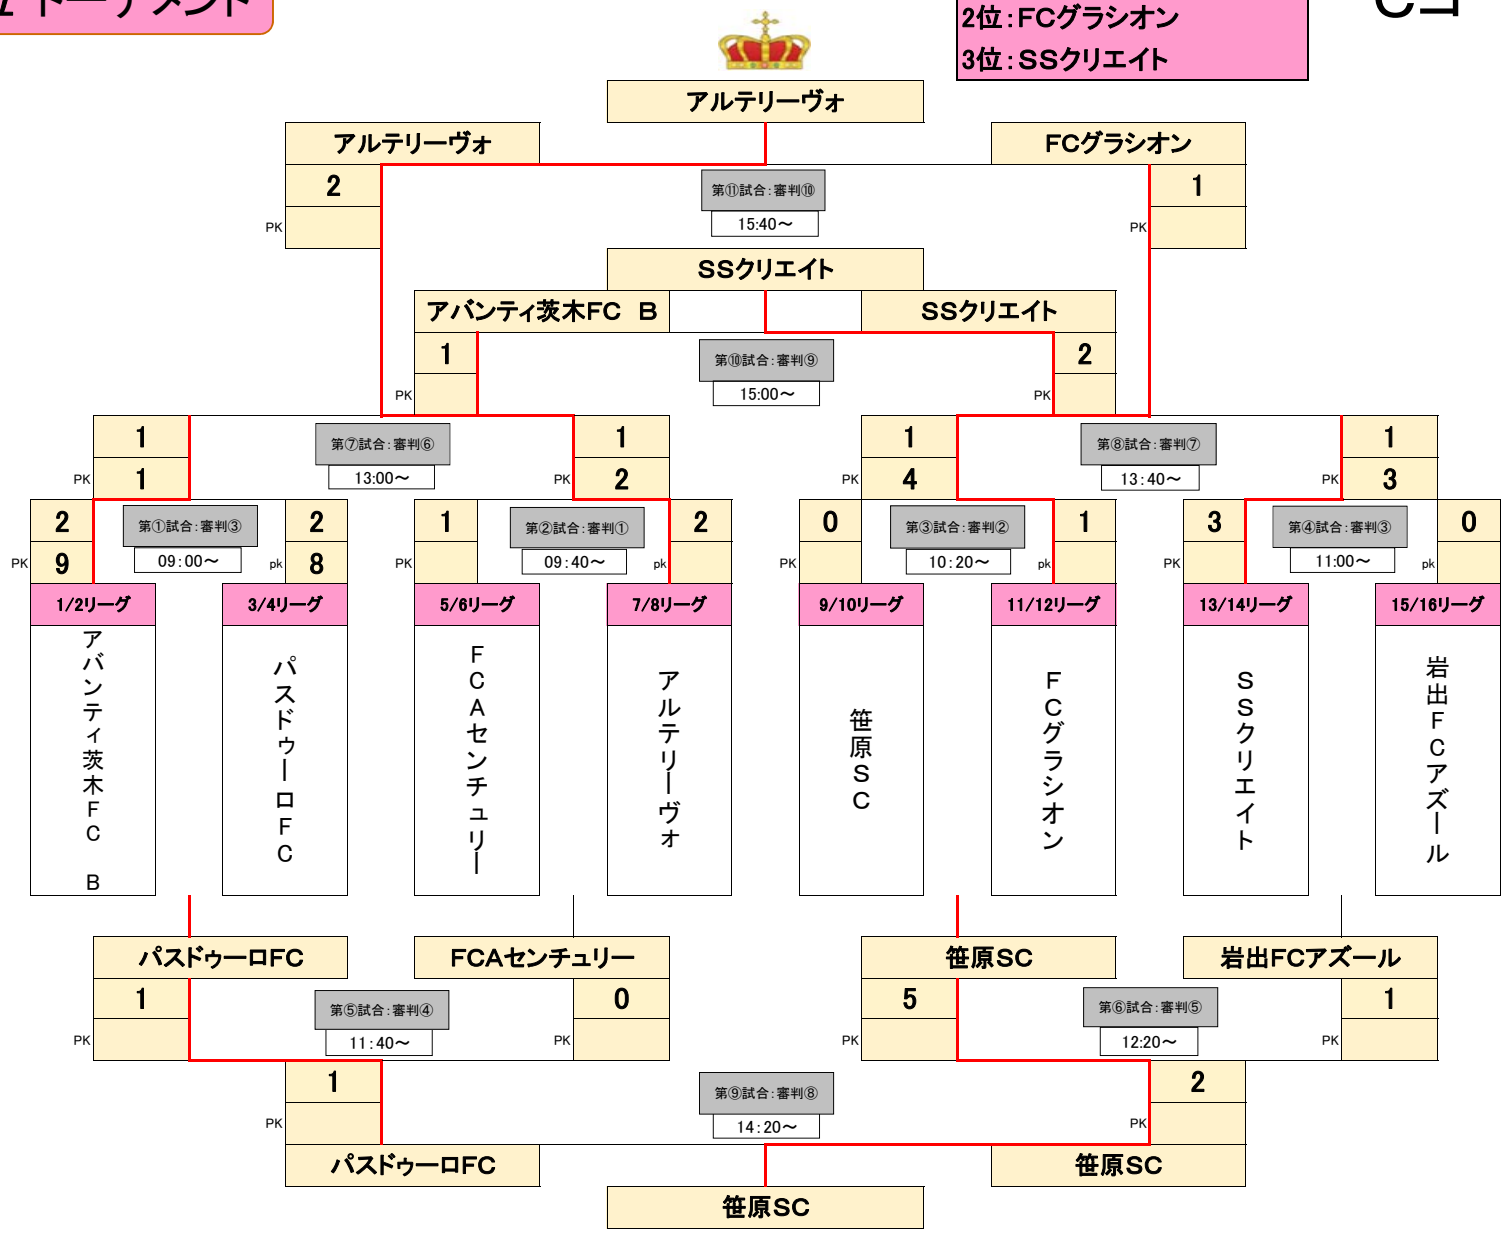 トーナメント
2位：FCグラシオン
3位：SSクリエイト
アルテリーヴォ
アルテリーヴォ
FCグラシオン
2
第⑪試合：審判⑩
1
PK
15:40～
PK
SSクリエイト
アバンティ茨木FC　B
SSクリエイト
1
第⑩試合：審判⑨
2
PK
15:00～
PK
1
第⑦試合：審判⑥
1
1
第⑧試合：審判⑦
1
PK
1
13:00～
PK
2
PK
4
13:40～
PK
3
2
第①試合：審判③
2
1
第②試合：審判①
2
0
第③試合：審判②
1
3
第④試合：審判③
0
PK
9
09:00～
pk
8
PK
09:40～
pk
PK
10:20～
pk
PK
11:00～
pk
1/2リーグ
3/4リーグ
5/6リーグ
7/8リーグ
9/10リーグ
11/12リーグ
13/14リーグ
15/16リーグ
アバンティ茨木FC　B
パスドゥーロFC
FCAセンチュリー
アルテリーヴォ
笹原SC
FCグラシオン
SSクリエイト
岩出FCアズール
パスドゥーロFC
FCAセンチュリー
笹原SC
岩出FCアズール
1
第⑤試合：審判④
0
5
第⑥試合：審判⑤
1
PK
11:40～
PK
PK
12:20～
PK
1
第⑨試合：審判⑧
2
PK
14:20～
PK
パスドゥーロFC
笹原SC
笹原SC